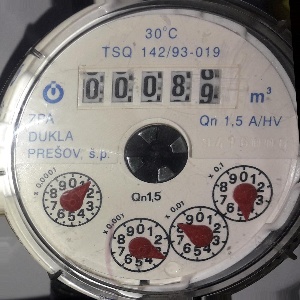 30°C
TSQ 142/93-019
00089 m³
ZPA
DUKLA
PREŠOV, š.p.
Qn 1,5 A/HV
Qn1,5
x 0,1
x 0,01
x 0,001
x 0,0001